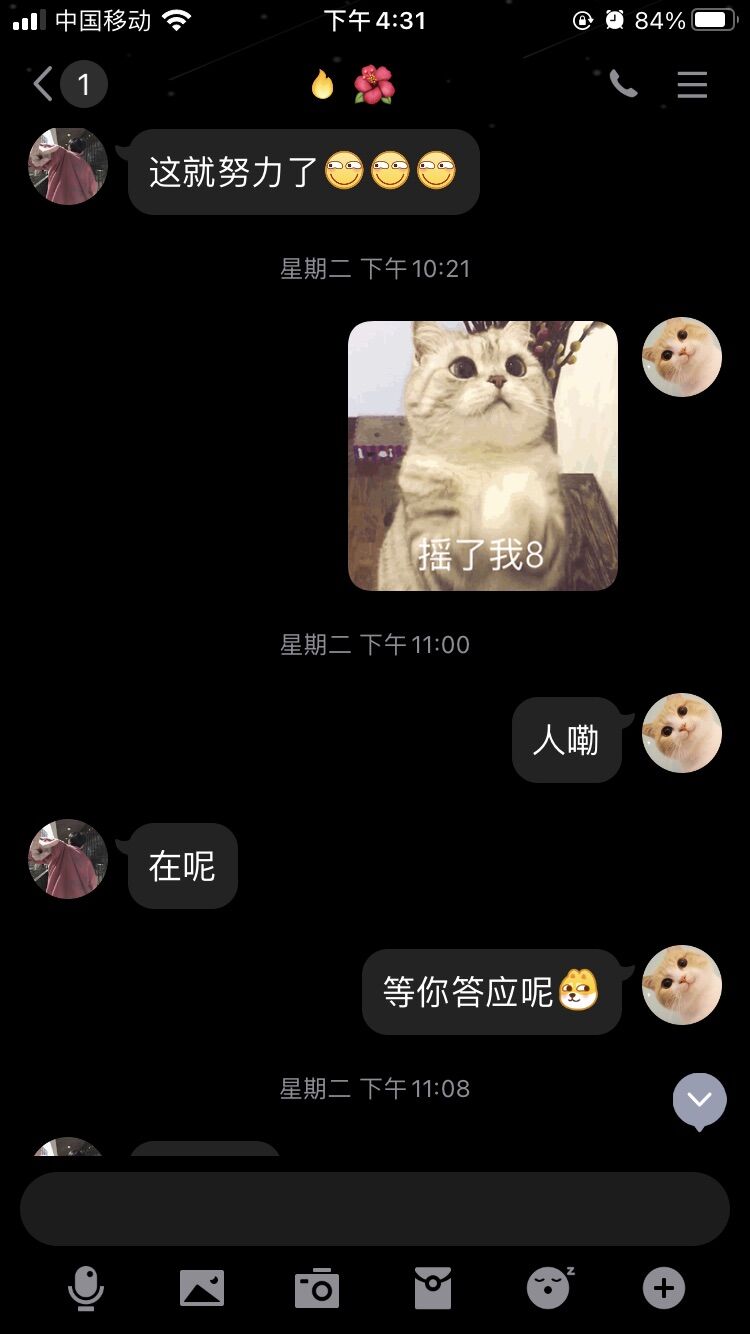 中国移动 下午4:31 84%
1
这就努力了
星期二 下午10:21
摇了我8
星期二 下午11:00
人嘞
在呢
等你答应呢
星期二 下午11:08
z